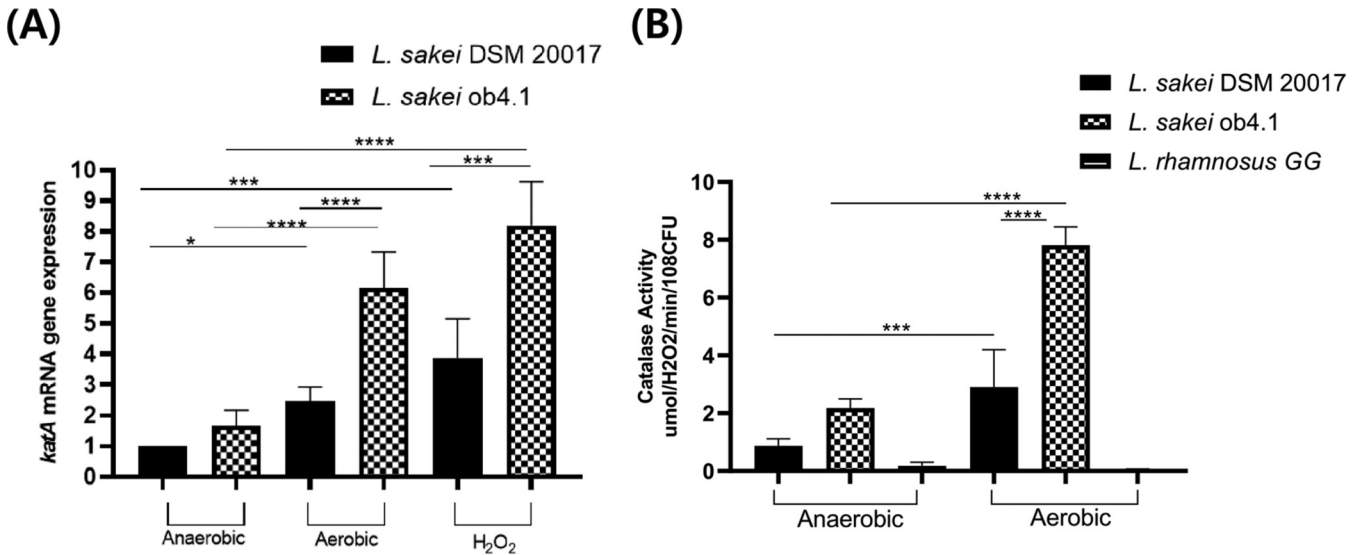 (A)
L. sakei DSM 20017
L. sakei ob4.1
****
***
***
****
****
*
katA mRNA gene expression
10
9
8
7
6
5
4
3
2
1
0
Anaerobic
Aerobic
H₂O₂
(B)
L. sakei DSM 20017
L. sakei ob4.1
L. rhamnosus GG
****
****
***
Catalase Activity
umol/H2O2/min/108CFU
10
8
6
4
2
0
Anaerobic
Aerobic